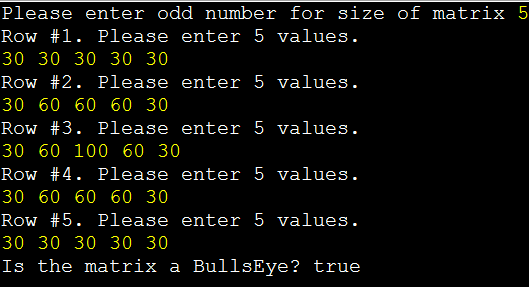 Please enter odd number for size of matrix 5
Row #1. Please enter 5 values.
30 30 30 30 30
Row #2. Please enter 5 values.
30 60 60 60 30
Row #3. Please enter 5 values.
30 60 100 60 30
Row #4. Please enter 5 values.
30 60 60 60 30
Row #5. Please enter 5 values.
30 30 30 30 30
Is the matrix a BullsEye? true